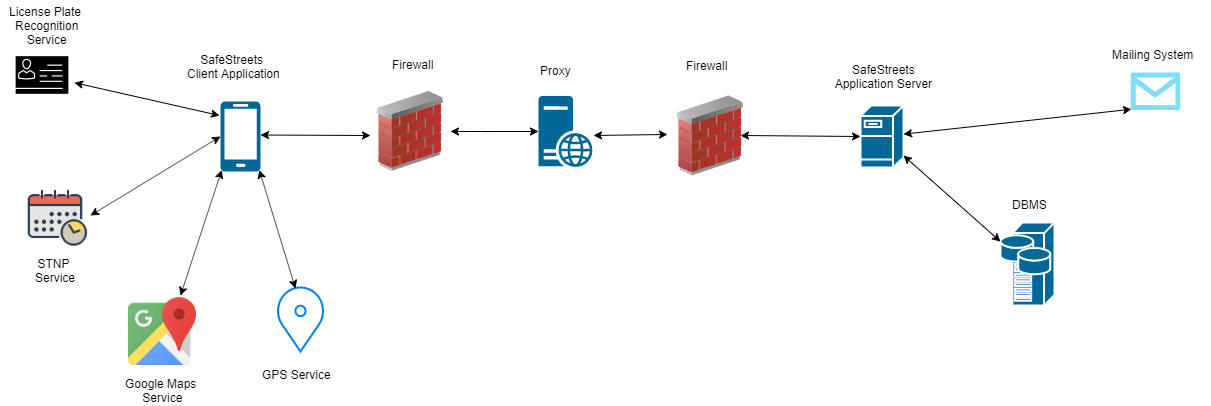 License Plate
Recognition
Service
SafeStreets
Client Application
Firewall
Proxy
Firewall
SafeStreets
Application Server
Mailing System
STNP
Service
G
Google Maps
Service
GPS Service
DBMS